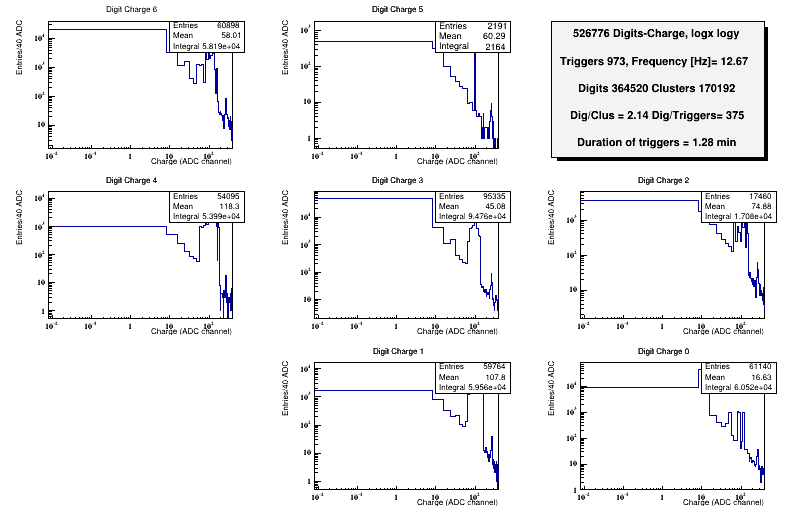 Digit Charge 6
Entries/40 ADC
Entries 60898
Mean 58.01
Integral 5.819e+04
Charge (ADC channel)
Digit Charge 5
Entries/40 ADC
Entries 2191
Mean 60.29
Integral 2164
Charge (ADC channel)
526776 Digits-Charge, logx logy
Triggers 973, Frequency [Hz]= 12.67
Digits 364520 Clusters 170192
Dig/Clus = 2.14 Dig/Triggers= 375
Duration of triggers = 1.28 min
Digit Charge 4
Entries/40 ADC
Entries 54095
Mean 118.3
Integral 5.399e+04
Charge (ADC channel)
Digit Charge 3
Entries/40 ADC
Entries 95335
Mean 45.08
Integral 9.476e+04
Charge (ADC channel)
Digit Charge 2
Entries/40 ADC
Entries 17460
Mean 74.88
Integral 1.708e+04
Charge (ADC channel)
Digit Charge 1
Entries/40 ADC
Entries 59764
Mean 107.8
Integral 5.956e+04
Charge (ADC channel)
Digit Charge 0
Entries/40 ADC
Entries 61140
Mean 16.63
Integral 6.052e+04
Charge (ADC channel)